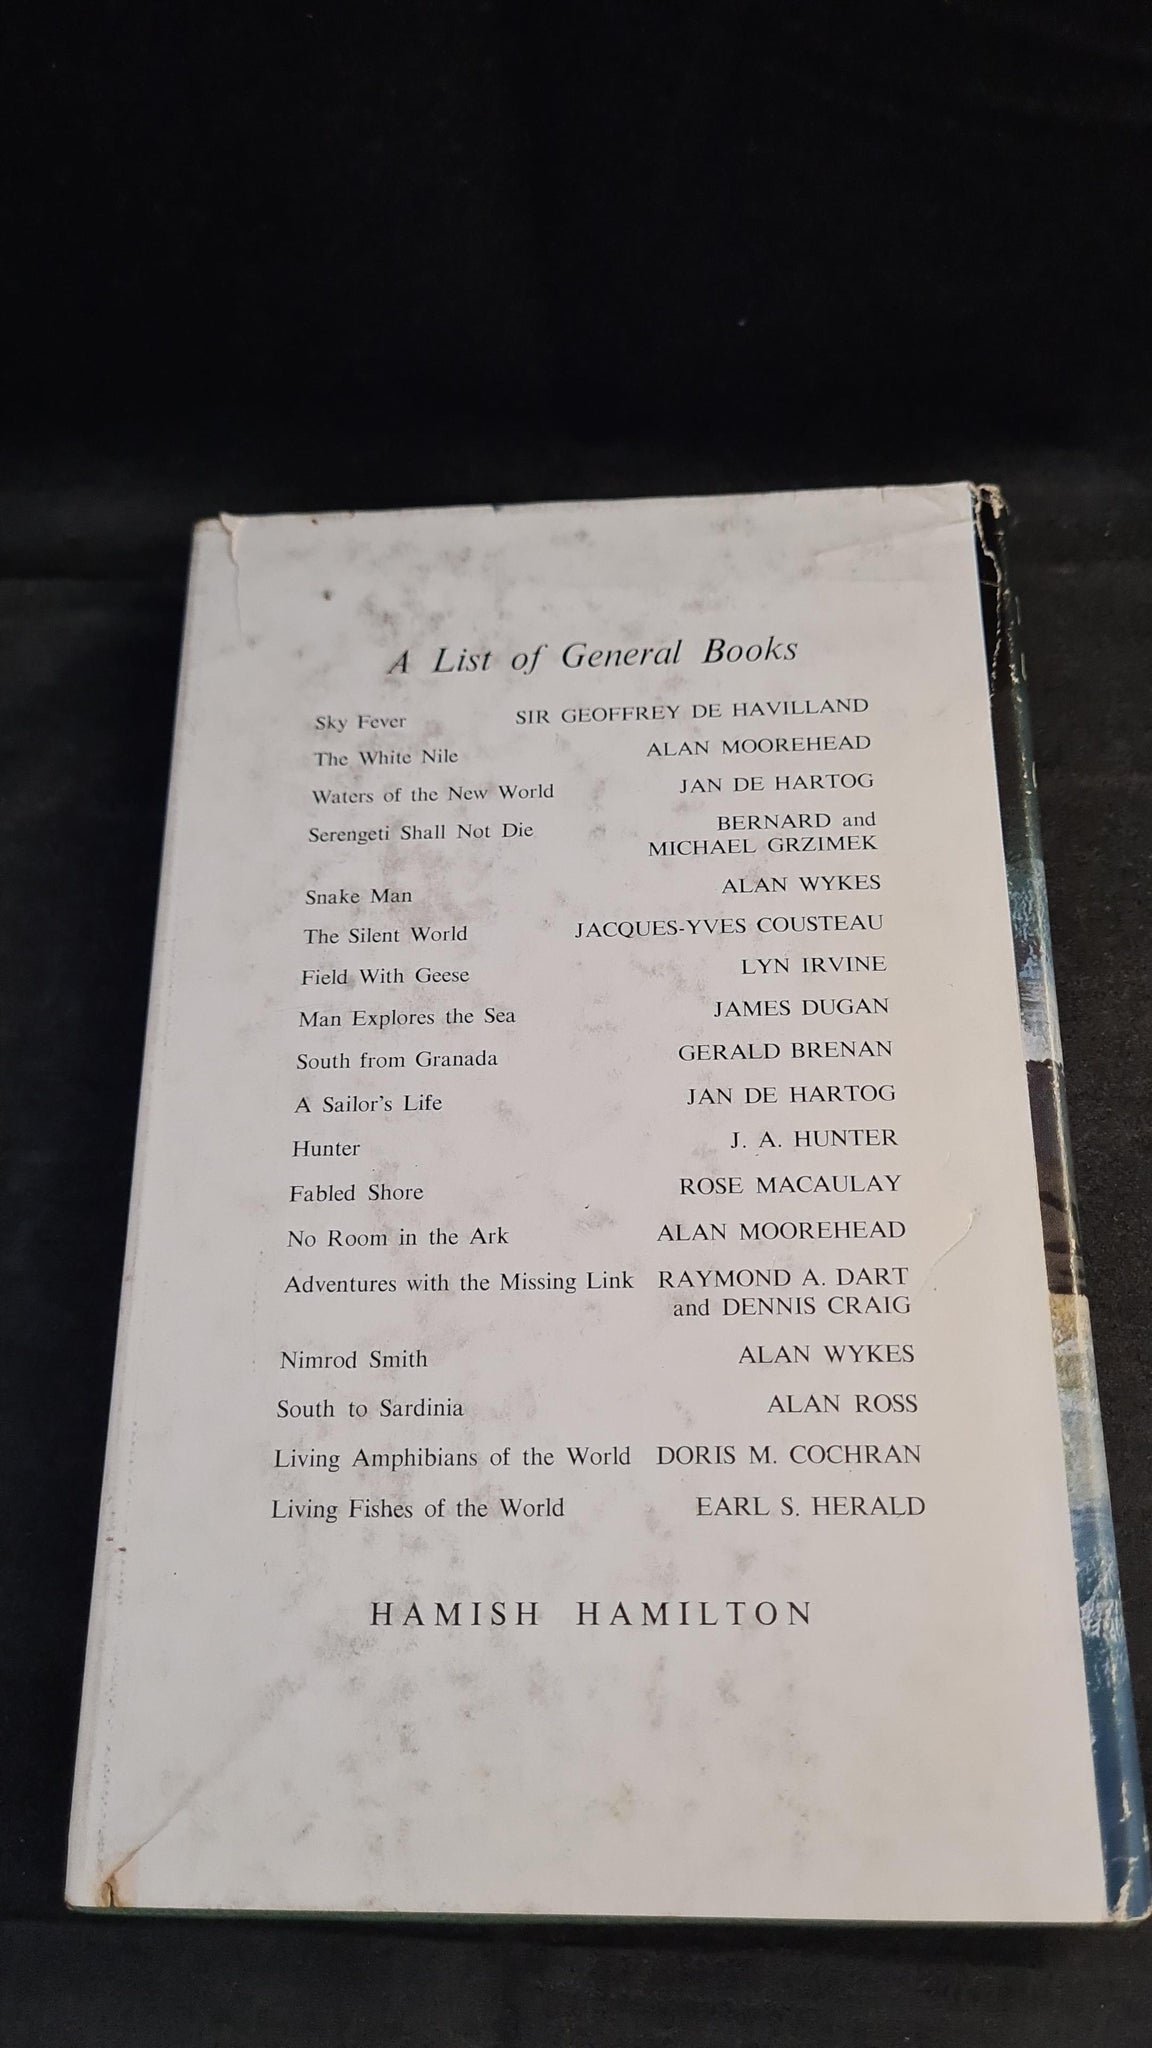 A List of General Books
Sky Fever SIR GEOFFREY DE HAVILLAND
The White Nile ALAN MOOREHEAD
Waters of the New World JAN DE HARTOG
Serengeti Shall Not Die BERNARD and
MICHAEL GRZIMEK
Snake Man ALAN WYKES
The Silent World JACQUES-YVES COUSTEAU
Field With Geese LYN IRVINE
Man Explores the Sea JAMES DUGAN
South from Granada GERALD BRENAN
A Sailor's Life JAN DE HARTOG
Hunter J. A. HUNTER
Fabled Shore ROSE MACAULAY
No Room in the Ark ALAN MOOREHEAD
Adventures with the Missing Link RAYMOND A. DART
and DENNIS CRAIG
Nimrod Smith ALAN WYKES
South to Sardinia ALAN ROSS
Living Amphibians of the World DORIS M. COCHRAN
Living Fishes of the World EARL S. HERALD
HAMISH HAMILTON